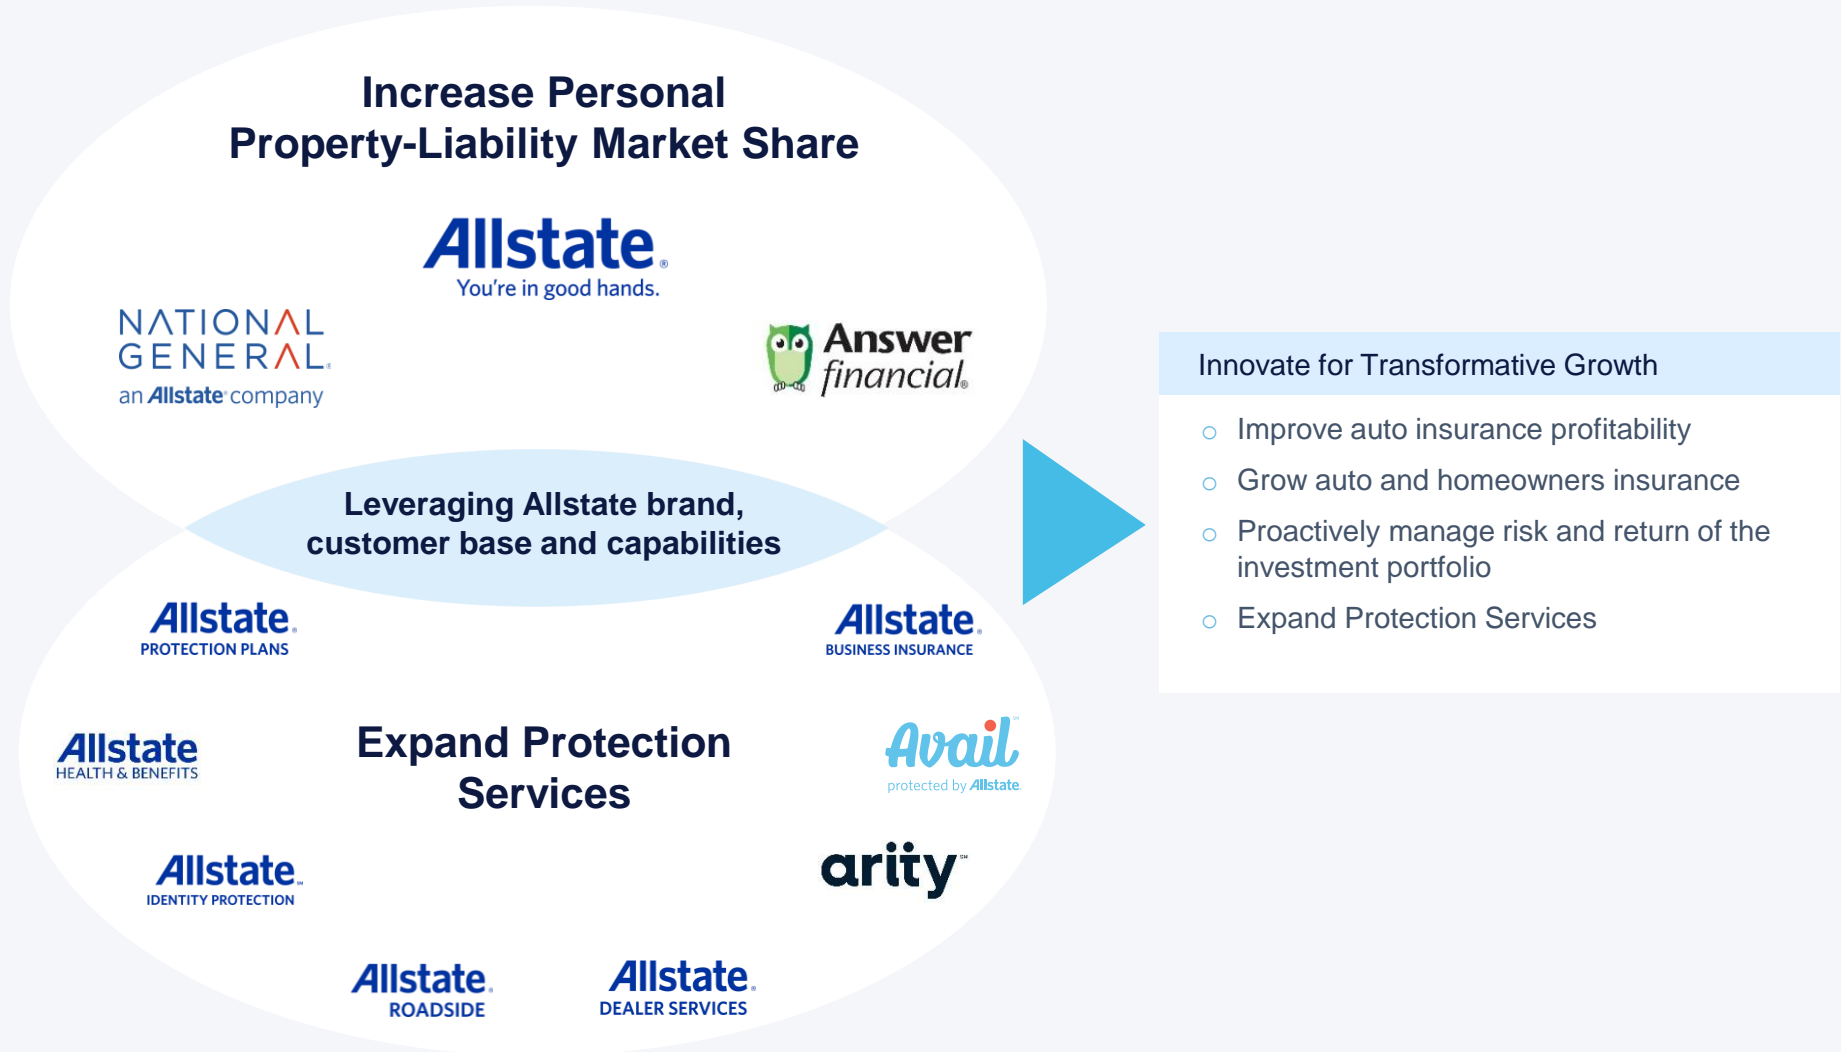 Increase Personal
Property-Liability Market Share
Allstate®
You're in good hands.
NATIONAL
GENERAL®
an Allstate® company
Answer
financial®
Leveraging Allstate brand,
customer base and capabilities
Allstate®
PROTECTION PLANS
Allstate®
BUSINESS INSURANCE
Allstate
HEALTH & BENEFITS
Expand Protection
Services
Avail℠
protected by Allstate
Allstate℠
IDENTITY PROTECTION
arity℠
Allstate®
ROADSIDE
Allstate®
DEALER SERVICES
Innovate for Transformative Growth
○ Improve auto insurance profitability
○ Grow auto and homeowners insurance
○ Proactively manage risk and return of the
investment portfolio
○ Expand Protection Services